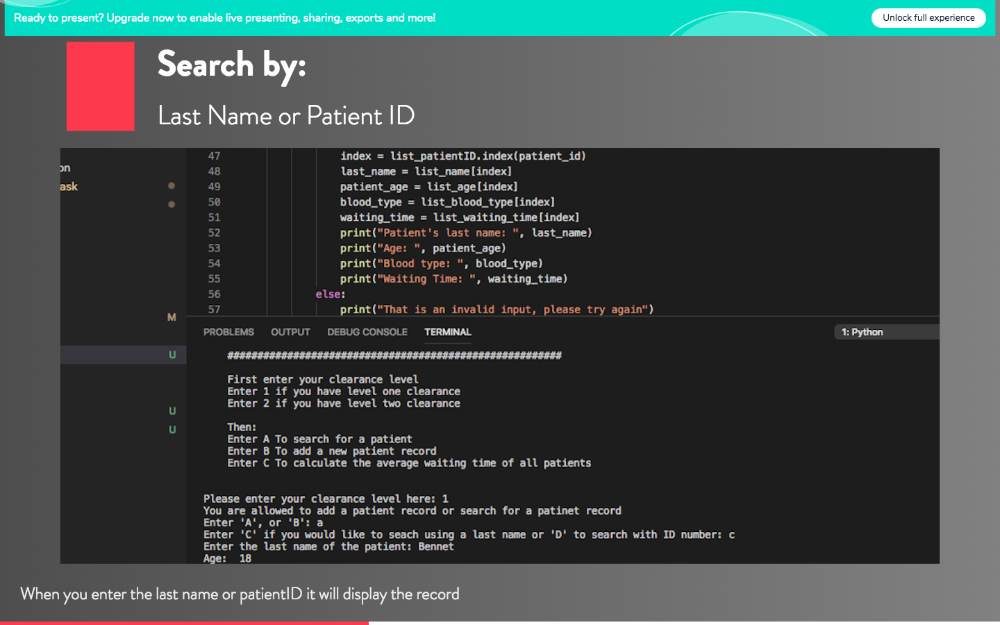 Ready to present? Upgrade now to enable live presenting, sharing, exports and more!
Unlock full experience
Search by:
Last Name or Patient ID
on
ask
M
U
U
U
47 index = list_patientID.index(patient_id)
48 last_name = list_name[index]
49 patient_age = list_age[index]
50 blood_type = list_blood_type[index]
51 waiting_time = list_waiting_time[index]
52 print("Patient's last name: ", last_name)
53 print("Age: ", patient_age)
54 print("Blood type: ", blood_type)
55 print("Waiting Time: ", waiting_time)
56 else:
57 print("That is an invalid input, please try again")
PROBLEMS OUTPUT DEBUG CONSOLE TERMINAL 1: Python
########################################################
First enter your clearance level
Enter 1 if you have level one clearance
Enter 2 if you have level two clearance
Then:
Enter A To search for a patient
Enter B To add a new patient record
Enter C To calculate the average waiting time of all patients
Please enter your clearance level here: 1
You are allowed to add a patient record or search for a patinet record
Enter 'A', or 'B': a
Enter 'C' if you would like to seach using a last name or 'D' to search with ID number: c
Enter the last name of the patient: Bennet
Age:  18
When you enter the last name or patientID it will display the record